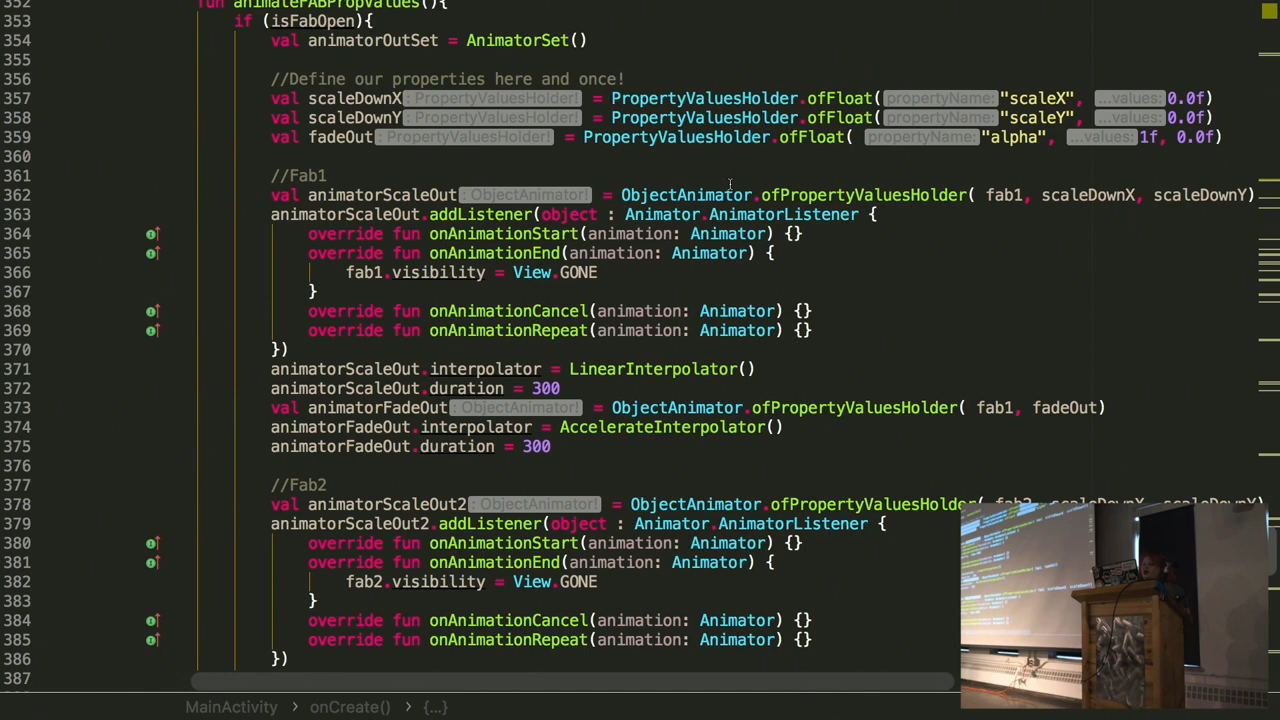 352 fun animateFABPropValues(){
353 if (isFabOpen){
354 val animatorOutSet = AnimatorSet()
355
356 //Define our properties here and once!
357 val scaleDownX: PropertyValuesHolder! = PropertyValuesHolder.ofFloat( propertyName: "scaleX", ...values: 0.0f)
358 val scaleDownY: PropertyValuesHolder! = PropertyValuesHolder.ofFloat( propertyName: "scaleY", ...values: 0.0f)
359 val fadeOut: PropertyValuesHolder! = PropertyValuesHolder.ofFloat( propertyName: "alpha", ...values: 1f, 0.0f)
360
361 //Fab1
362 val animatorScaleOut: ObjectAnimator! = ObjectAnimator.ofPropertyValuesHolder( fab1, scaleDownX, scaleDownY)
363 animatorScaleOut.addListener(object : Animator.AnimatorListener {
364 override fun onAnimationStart(animation: Animator) {}
365 override fun onAnimationEnd(animation: Animator) {
366 fab1.visibility = View.GONE
367 }
368 override fun onAnimationCancel(animation: Animator) {}
369 override fun onAnimationRepeat(animation: Animator) {}
370 })
371 animatorScaleOut.interpolator = LinearInterpolator()
372 animatorScaleOut.duration = 300
373 val animatorFadeOut: ObjectAnimator! = ObjectAnimator.ofPropertyValuesHolder( fab1, fadeOut)
374 animatorFadeOut.interpolator = AccelerateInterpolator()
375 animatorFadeOut.duration = 300
376
377 //Fab2
378 val animatorScaleOut2: ObjectAnimator! = ObjectAnimator.ofPropertyValuesHolder( fab2, scaleDownX, scaleDownY)
379 animatorScaleOut2.addListener(object : Animator.AnimatorListener {
380 override fun onAnimationStart(animation: Animator) {}
381 override fun onAnimationEnd(animation: Animator) {
382 fab2.visibility = View.GONE
383 }
384 override fun onAnimationCancel(animation: Animator) {}
385 override fun onAnimationRepeat(animation: Animator) {}
386 })
387
MainActivity > onCreate() > {...}